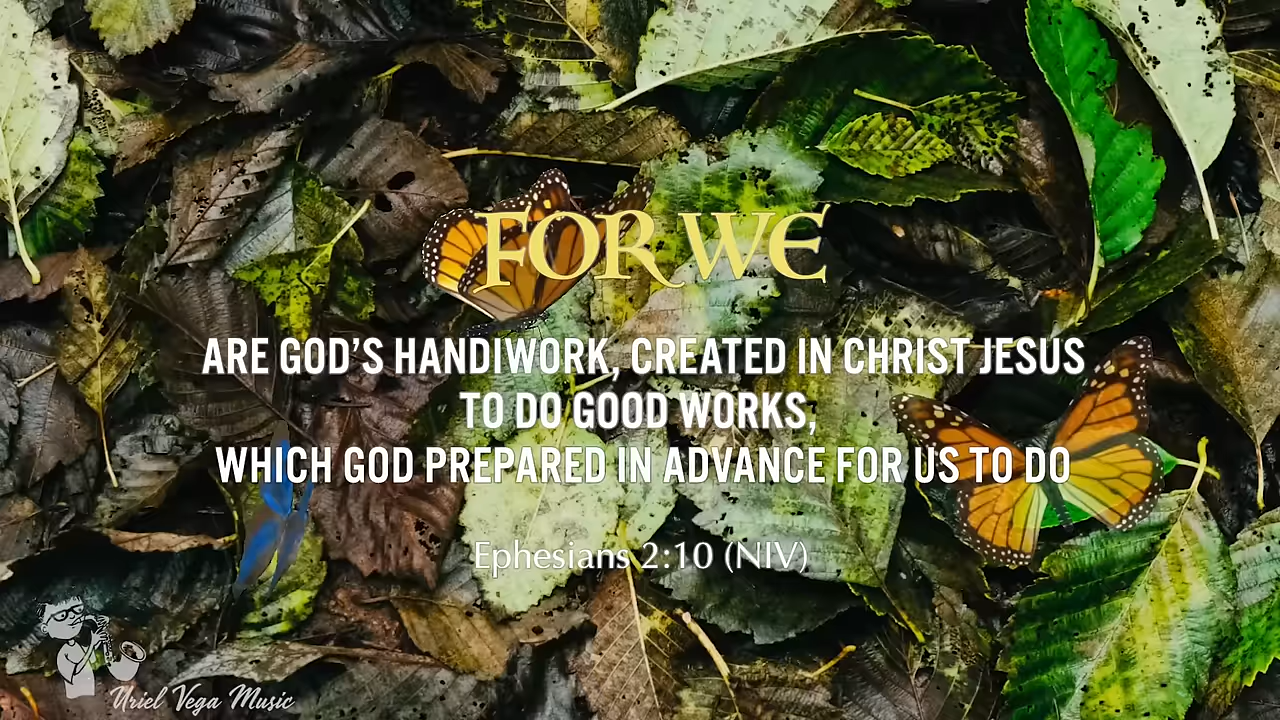 FOR WE
ARE GOD’S HANDIWORK, CREATED IN CHRIST JESUS
TO DO GOOD WORKS,
WHICH GOD PREPARED IN ADVANCE FOR US TO DO
Ephesians 2:10 (NIV)
Uriel Vega Music